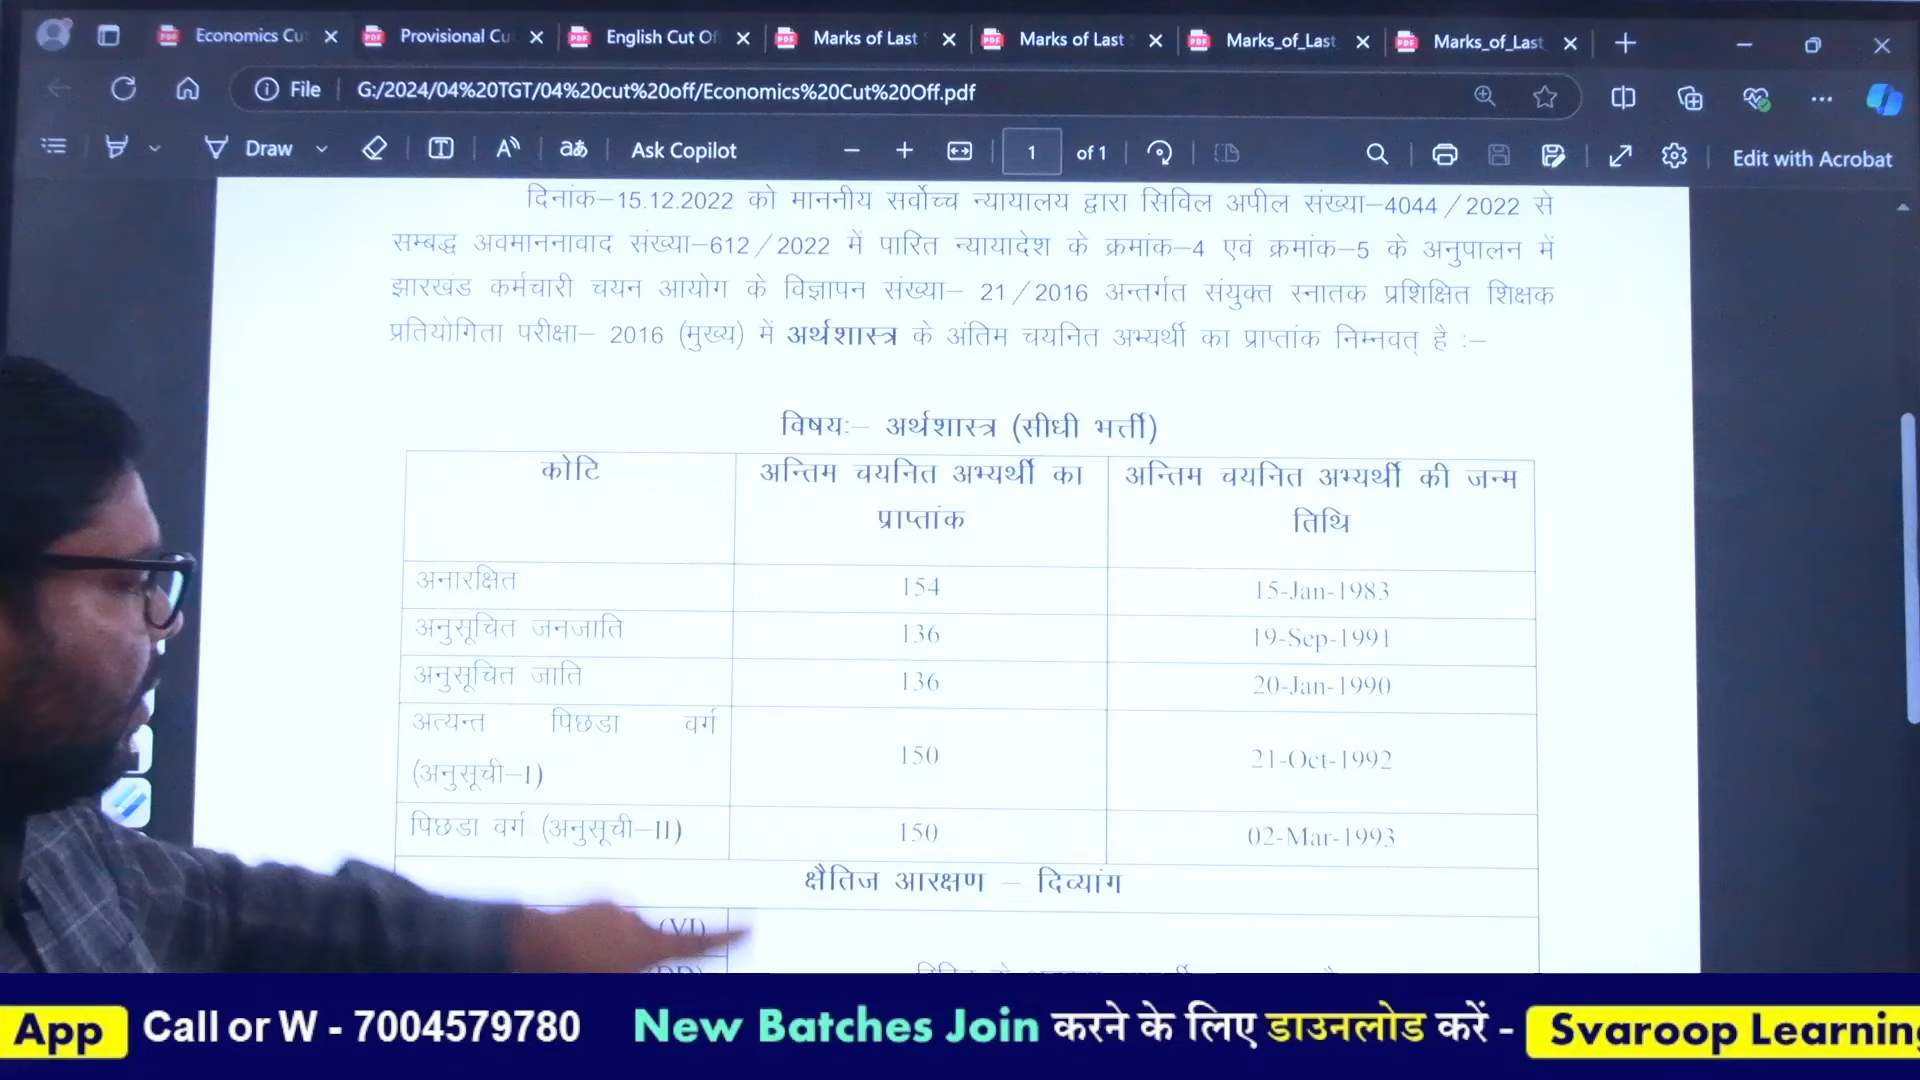 Economics Cu
Provisional Cu
English Cut Of
Marks of Last
Marks of Last
Marks_of_Last
Marks_of_Last
File
G:/2024/04%20TGT/04%20cut%20off/Economics%20Cut%20Off.pdf
Draw
Ask Copilot
1 of 1
Edit with Acrobat
दिनांक–15.12.2022 को माननीय सर्वोच्च न्यायालय द्वारा सिविल अपील संख्या–4044/2022 से
सम्बद्ध अवमाननावाद संख्या–612/2022 में पारित न्यायादेश के क्रमांक–4 एवं क्रमांक–5 के अनुपालन में
झारखंड कर्मचारी चयन आयोग के विज्ञापन संख्या– 21/2016 अन्तर्गत संयुक्त स्नातक प्रशिक्षित शिक्षक
प्रतियोगिता परीक्षा– 2016 (मुख्य) में अर्थशास्त्र के अंतिम चयनित अभ्यर्थी का प्राप्तांक निम्नवत् है :–
विषयः– अर्थशास्त्र (सीधी भर्त्ती)
कोटि
अन्तिम चयनित अभ्यर्थी का
प्राप्तांक
अन्तिम चयनित अभ्यर्थी की जन्म
तिथि
अनारक्षित 154 15-Jan-1983
अनुसूचित जनजाति 136 19-Sep-1991
अनुसूचित जाति 136 20-Jan-1990
अत्यन्त पिछडा वर्ग
(अनुसूची–I) 150 21-Oct-1992
पिछडा वर्ग (अनुसूची–II) 150 02-Mar-1993
क्षैतिज आरक्षण – दिव्यांग
(VI)
App
Call or W - 7004579780
New Batches Join करने के लिए डाउनलोड करें -
Svaroop Learning